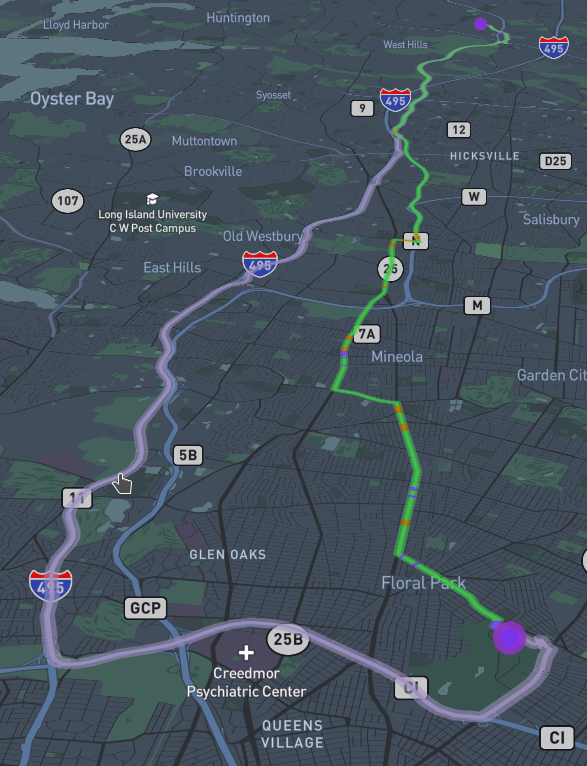 Huntington
Lloyd Harbor
West Hills
495
Syosset
Oyster Bay
495
9
25A
Muttontown
12
HICKSVILLE
D25
Brookville
107
W
Long Island University
C W Post Campus
Salisbury
Old Westbury
N
East Hills
495
25
M
7A
Mineola
Garden Cit
5B
11
GLEN OAKS
495
Floral Park
GCP
25B
Creedmor
Psychiatric Center
CI
QUEENS
VILLAGE
CI